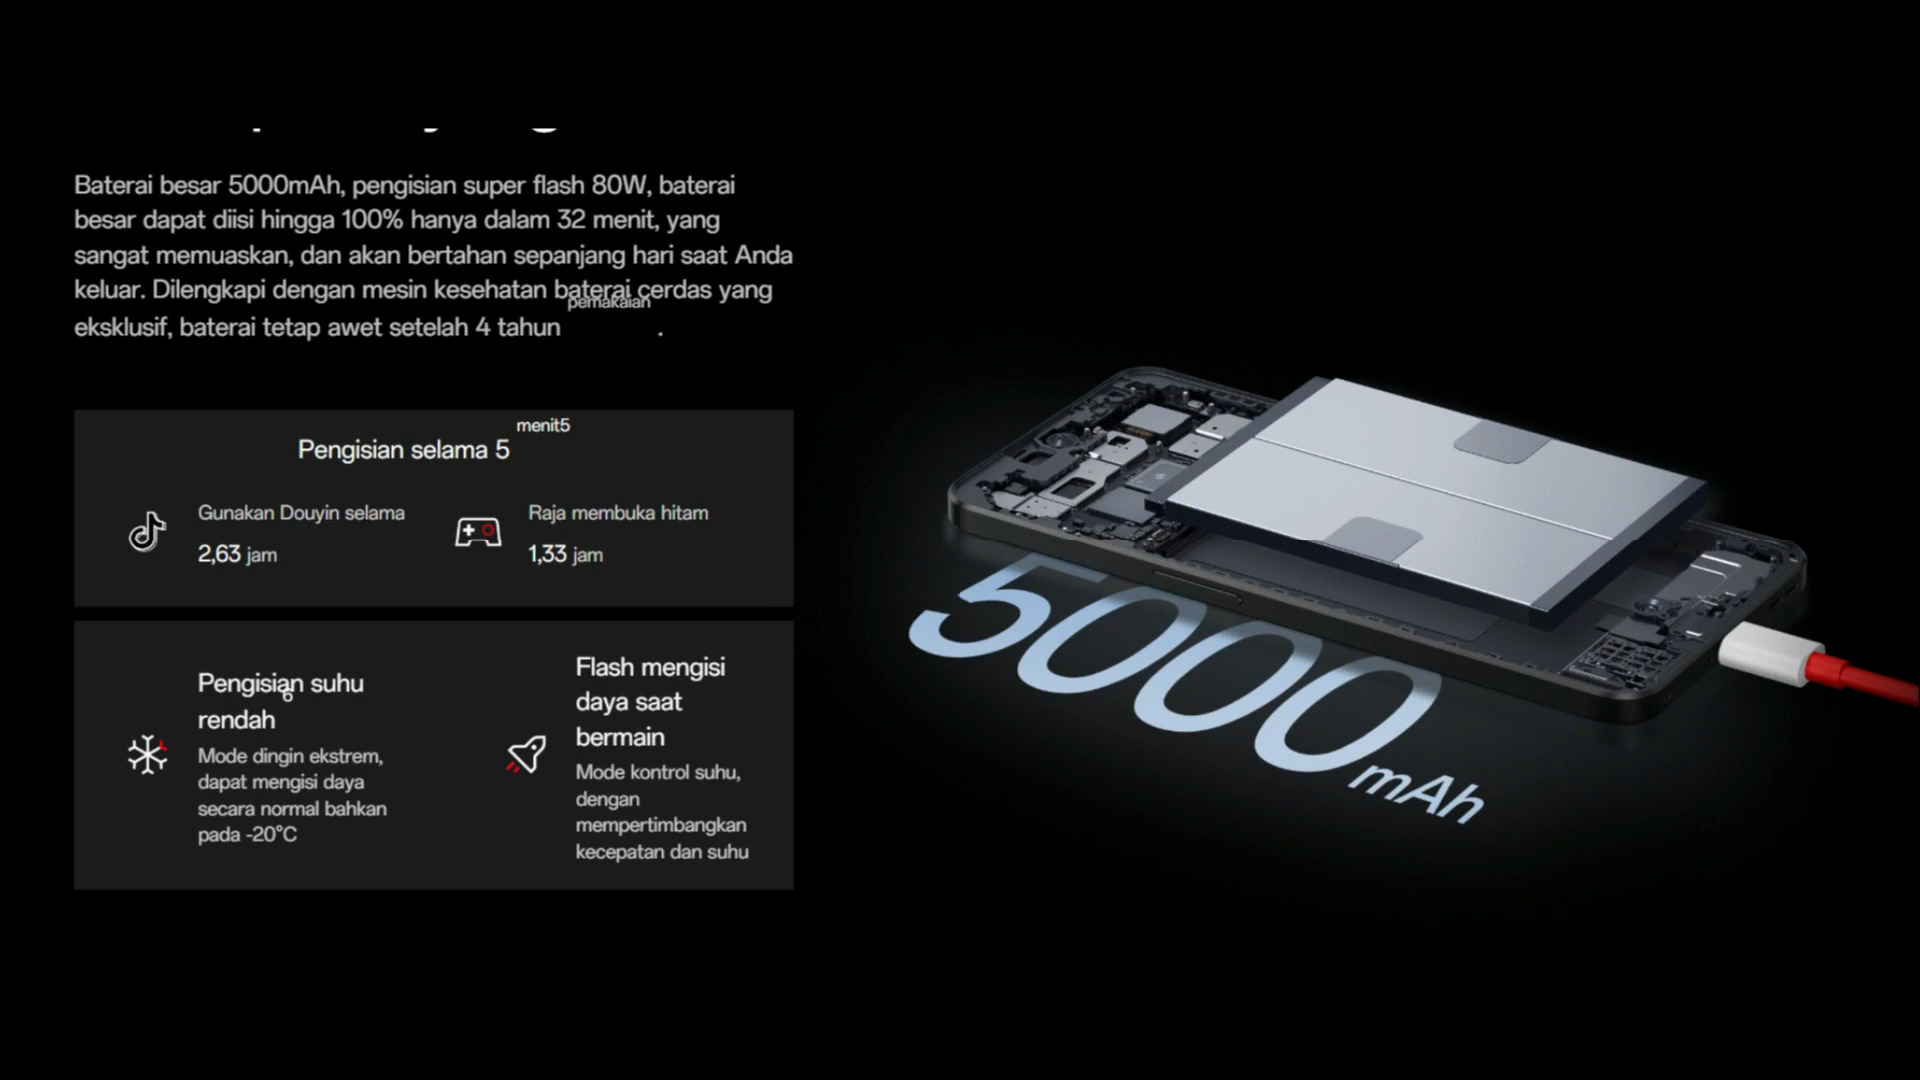 Baterai besar 5000mAh, pengisian super flash 80W, baterai
besar dapat diisi hingga 100% hanya dalam 32 menit, yang
sangat memuaskan, dan akan bertahan sepanjang hari saat Anda
keluar. Dilengkapi dengan mesin kesehatan baterai cerdas yang
pemakaian
eksklusif, baterai tetap awet setelah 4 tahun .
menit5
Pengisian selama 5
Gunakan Douyin selama
2,63 jam
Raja membuka hitam
1,33 jam
Pengisian suhu
6
rendah
Mode dingin ekstrem,
dapat mengisi daya
secara normal bahkan
pada -20°C
Flash mengisi
daya saat
bermain
Mode kontrol suhu,
dengan
mempertimbangkan
kecepatan dan suhu
5000mAh